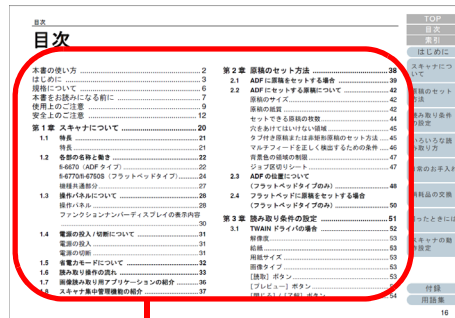 目次
目次
本書の使い方 ... 2
はじめに ... 3
規格について ... 6
本書をお読みになる前に ... 7
使用上のご注意 ... 9
安全上のご注意 ... 12
第 1 章 スキャナについて ... 20
1.1 特長 ... 21
特長 ... 21
1.2 各部の名称と働き ... 22
fi-6670（ADF タイプ） ... 22
fi-6770/fi-6750S（フラットベッドタイプ） ... 24
機種共通部分 ... 27
1.3 操作パネルについて ... 28
操作パネル ... 28
ファンクションナンバーディスプレイの表示内容
... 30
1.4 電源の投入 / 切断について ... 31
電源の投入 ... 31
電源の切断 ... 31
1.5 省電力モードについて ... 32
1.6 読み取り操作の流れ ... 33
1.7 画像読み取り用アプリケーションの紹介 ... 36
1.8 スキャナ集中管理機能の紹介 ... 37
第 2 章 原稿のセット方法 ... 38
2.1 ADF に原稿をセットする場合 ... 39
2.2 ADF にセットする原稿について ... 42
原稿のサイズ ... 42
原稿の紙質 ... 42
セットできる原稿の枚数 ... 44
穴をあけてはいけない領域 ... 45
タブ付き原稿または非矩形原稿のセット方法 ... 45
マルチフィードを正しく検出するための条件 ... 46
背景色の領域の制限 ... 47
ジョブ区切りシート ... 47
2.3 ADF の位置について
（フラットベッドタイプのみ） ... 48
2.4 フラットベッドに原稿をセットする場合
（フラットベッドタイプのみ） ... 50
第 3 章 読み取り条件の設定 ... 51
3.1 TWAIN ドライバの場合 ... 52
解像度 ... 53
給紙 ... 53
用紙サイズ ... 53
イメージタイプ ... 53
[読取] ボタン ... 53
[プレビュー] ボタン ... 53
[閉じる] /［了解］ボタン ... 54
TOP
目次
索引
はじめに
スキャナにつ
いて
原稿のセット
方法
読み取り条件
の設定
いろいろな読
み取り方
日常のお手入れ
消耗品の交換
困ったときには
スキャナの動
作設定
付録
用語集
16